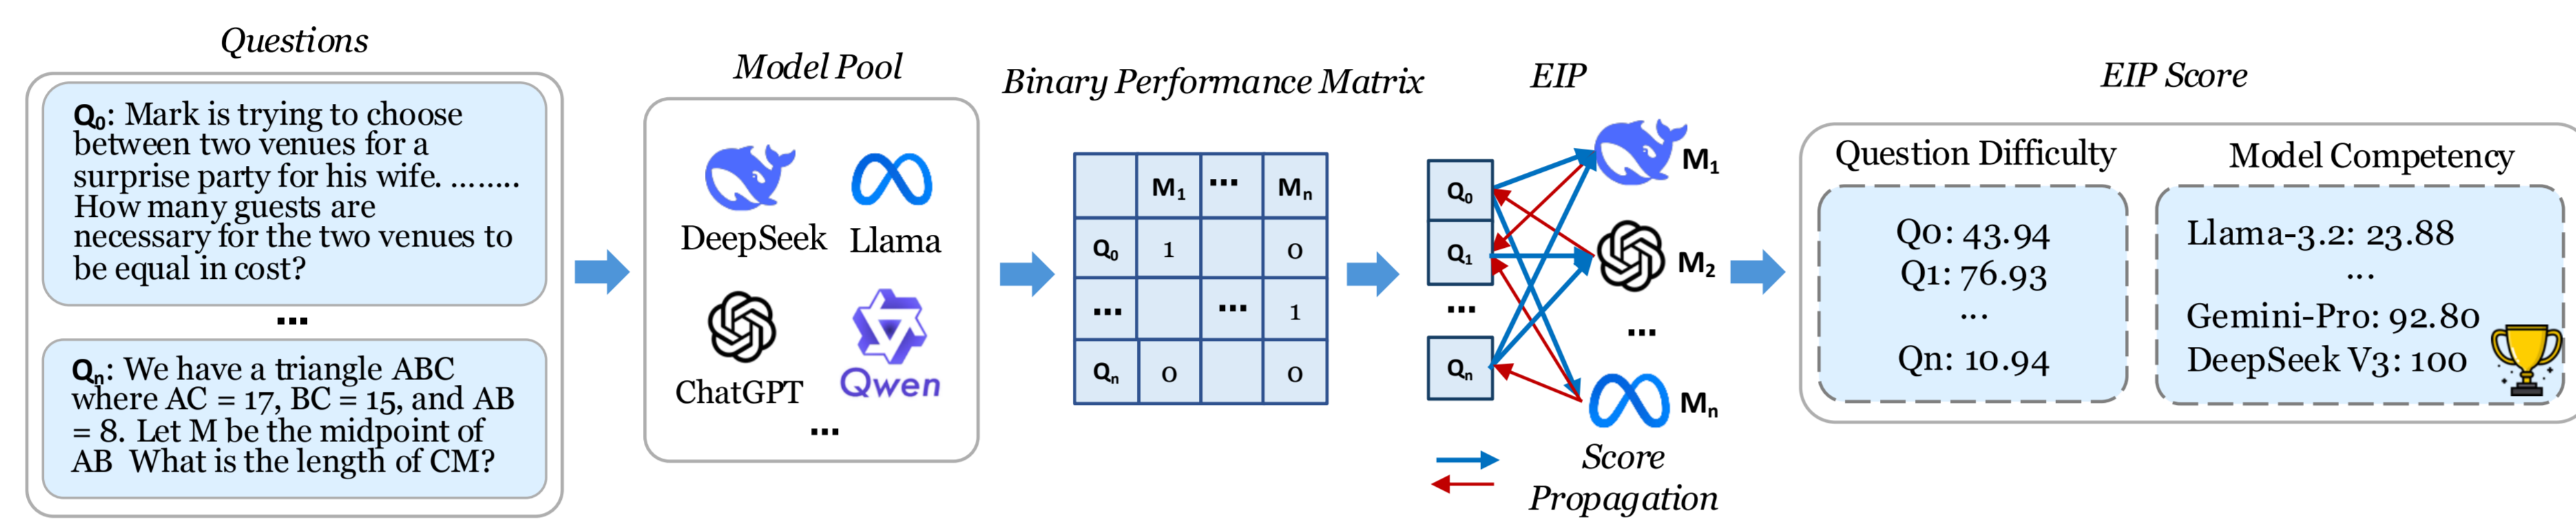 Questions
Q0: Mark is trying to choose
between two venues for a
surprise party for his wife. ........
How many guests are
necessary for the two venues to
be equal in cost?
...
Qn: We have a triangle ABC
where AC = 17, BC = 15, and AB
= 8. Let M be the midpoint of
AB What is the length of CM?
Model Pool
DeepSeek Llama
ChatGPT Qwen
...
Binary Performance Matrix
M1 ... Mn
Q0 1 0
... ... 1
Qn 0 0
EIP
Q0
Q1
...
Qn
M1
M2
...
Mn
Score
Propagation
EIP Score
Question Difficulty
Q0: 43.94
Q1: 76.93
...
Qn: 10.94
Model Competency
Llama-3.2: 23.88
...
Gemini-Pro: 92.80
DeepSeek V3: 100